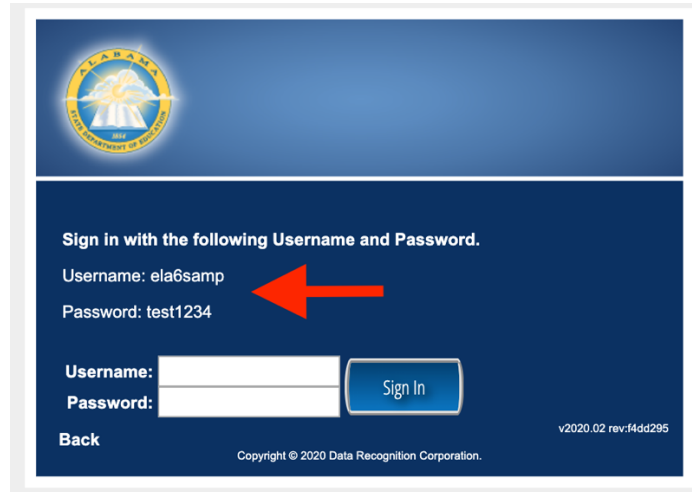 ALABAMA
STATE DEPARTMENT OF EDUCATION
1854
Sign in with the following Username and Password.
Username: ela6samp
Password: test1234
Username:
Sign In
Password:
Back
v2020.02 rev:f4dd295
Copyright © 2020 Data Recognition Corporation.